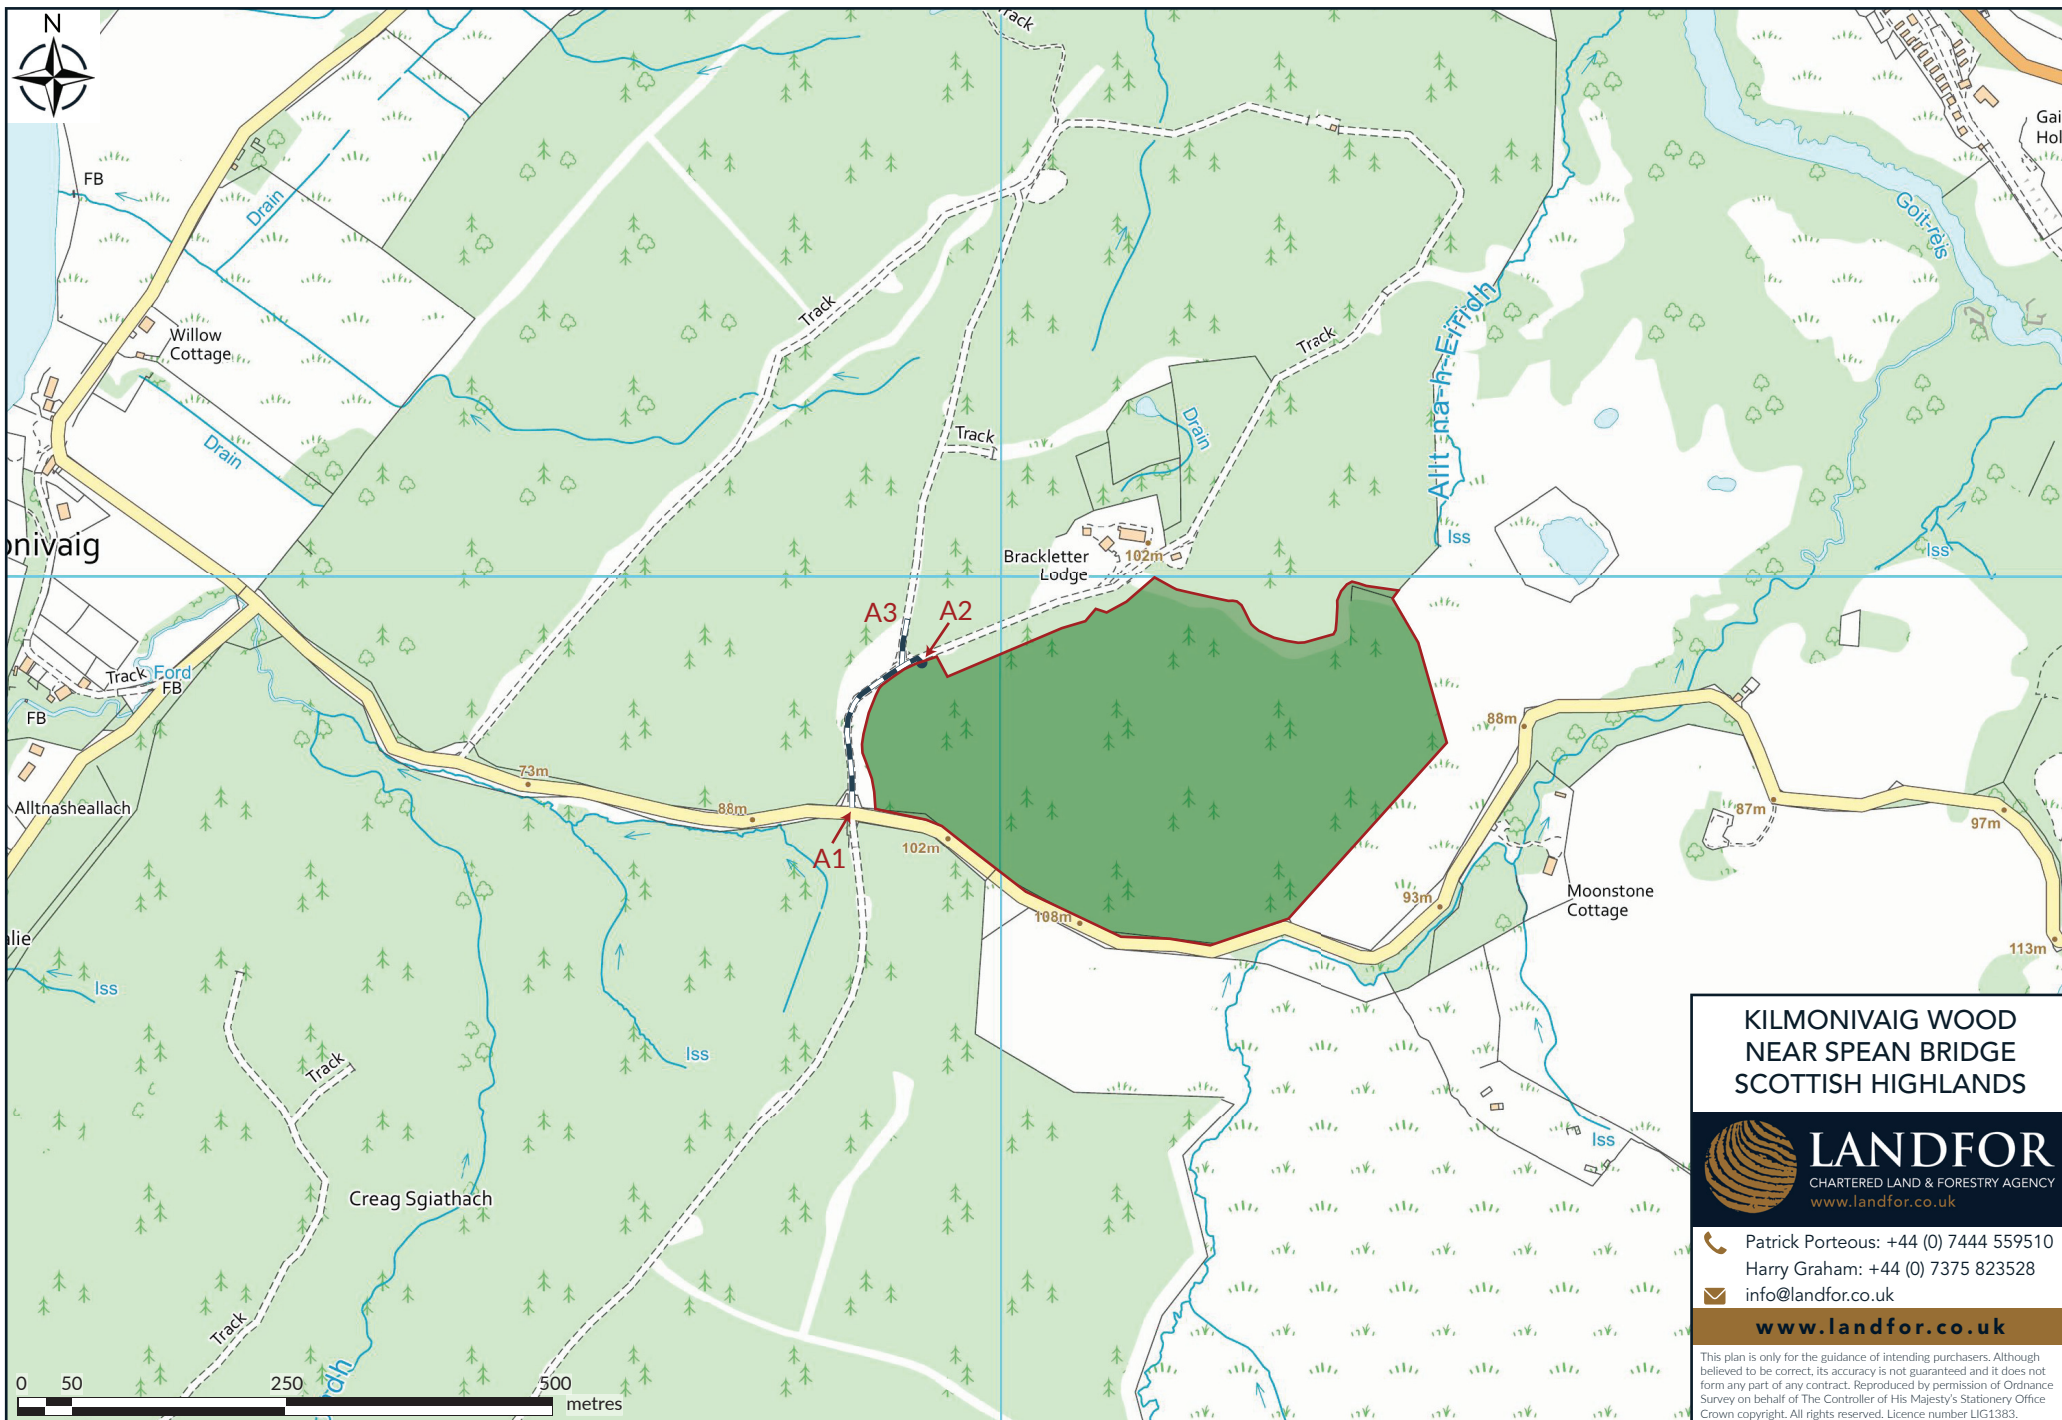 N
Track
Gai
Hol
FB
Drain
Goit-rèis
Willow
Cottage
Track
Track
Allt na-h-Eiridh
Drain
Drain
Track
onivaig
Iss
Iss
Brackletter
Lodge
102m
A3
A2
Track
Ford
FB
FB
88m
73m
88m
87m
97m
Alltnasheallach
A1
102m
93m
Moonstone
Cottage
108m
113m
lie
Iss
Iss
Track
Iss
Creag Sgiathach
Track
dh
0 50 250 500
metres
KILMONIVAIG WOOD
NEAR SPEAN BRIDGE
SCOTTISH HIGHLANDS
LANDFOR
CHARTERED LAND & FORESTRY AGENCY
www.landfor.co.uk
Patrick Porteous: +44 (0) 7444 559510
Harry Graham: +44 (0) 7375 823528
info@landfor.co.uk
www.landfor.co.uk
This plan is only for the guidance of intending purchasers. Although
believed to be correct, its accuracy is not guaranteed and it does not
form any part of any contract. Reproduced by permission of Ordnance
Survey on behalf of The Controller of His Majesty's Stationery Office
Crown copyright. All rights reserved. Licence number LIG1383.